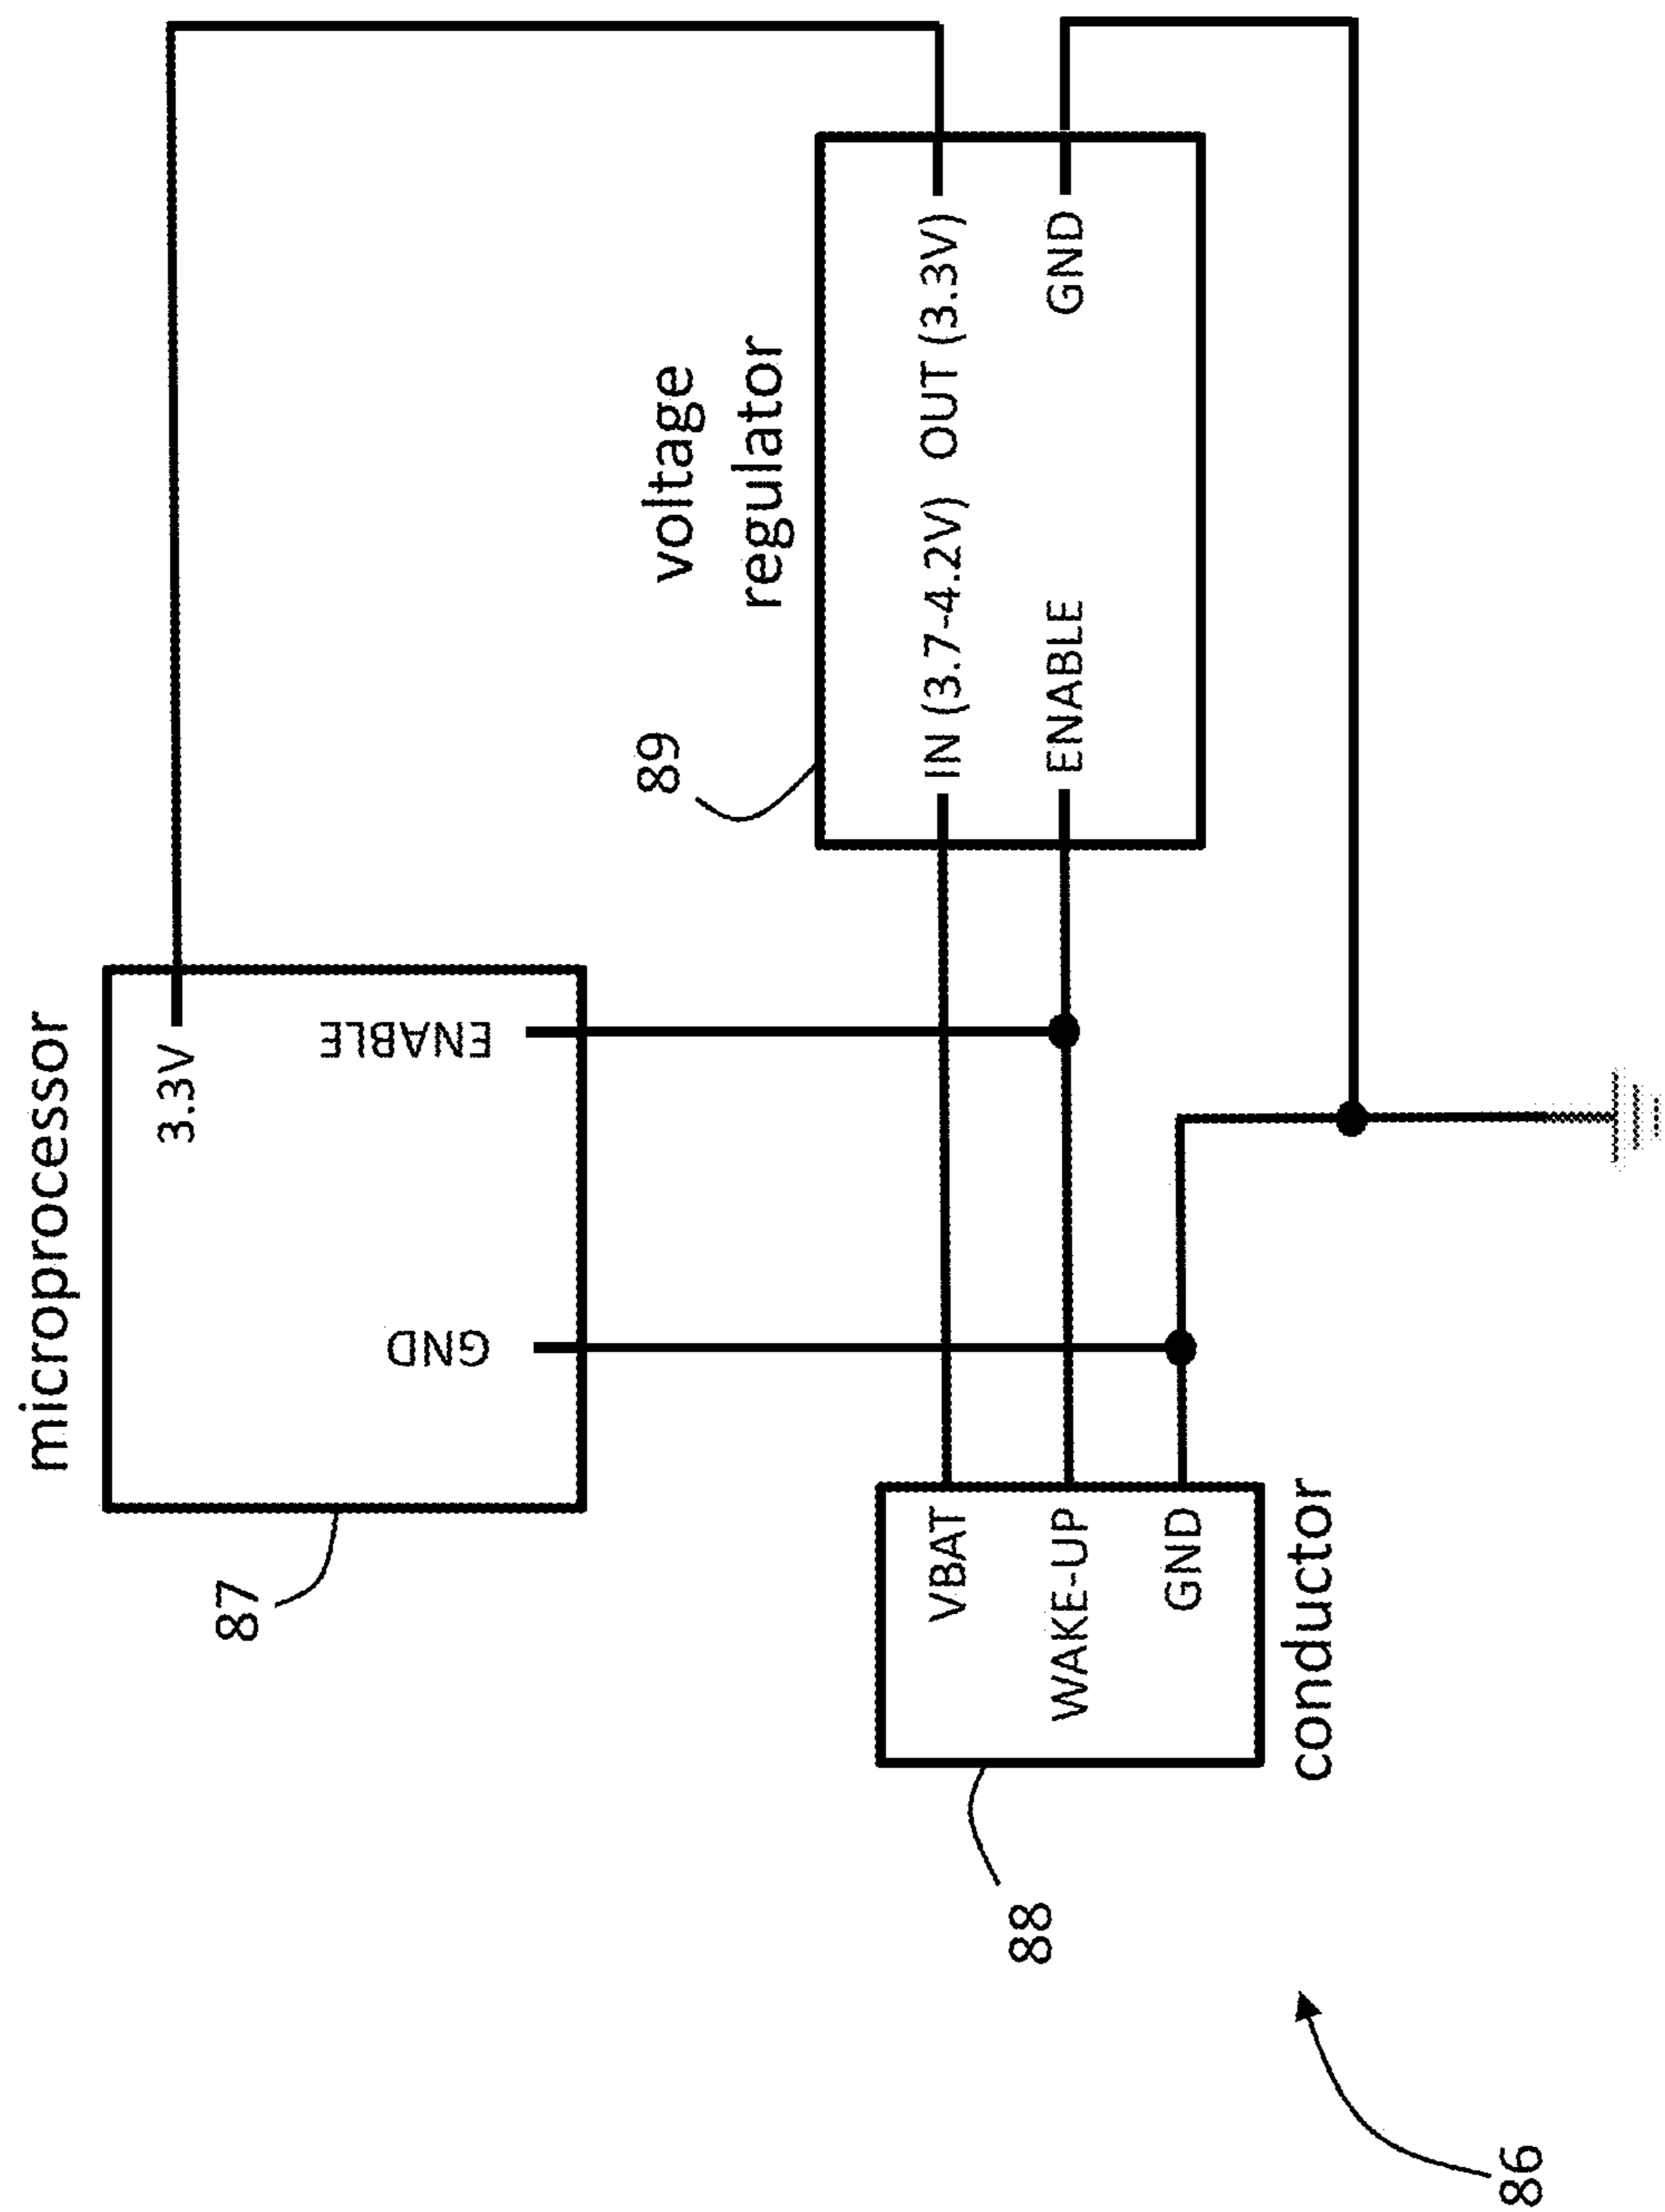 microprocessor
87
3.3V
ENABLE
GND
voltage
regulator
89
IN (3.7-4.2V) OUT (3.3V)
ENABLE
GND
VBAT
WAKE-UP
GND
conductor
88
86